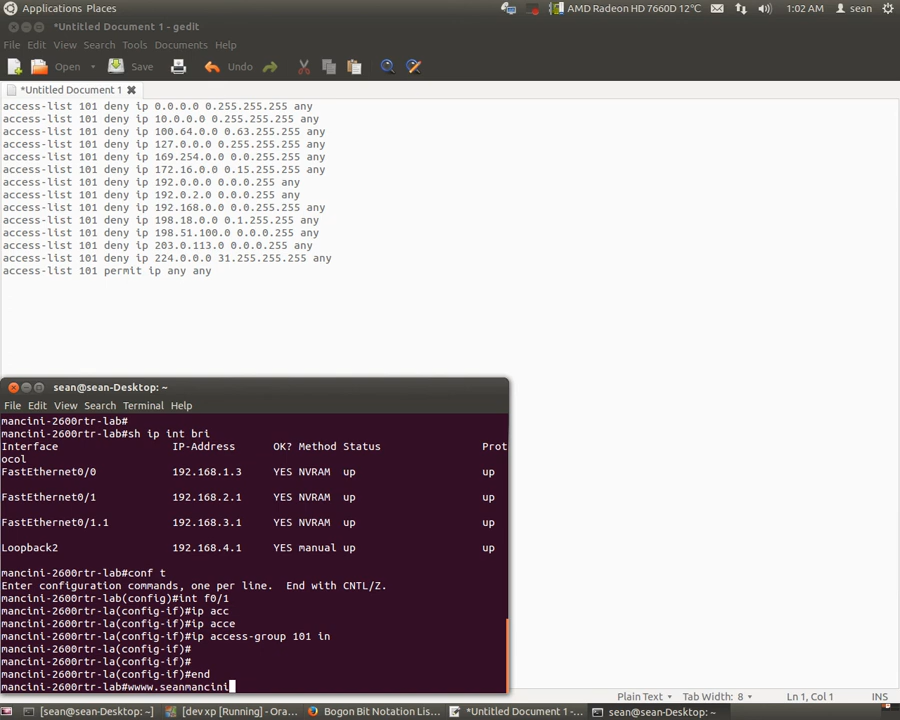 Applications Places
AMD Radeon HD 7660D 12°C
1:02 AM
sean
*Untitled Document 1 - gedit
File Edit View Search Tools Documents Help
Open Save Undo
*Untitled Document 1
access-list 101 deny ip 0.0.0.0 0.255.255.255 any
access-list 101 deny ip 10.0.0.0 0.255.255.255 any
access-list 101 deny ip 100.64.0.0 0.63.255.255 any
access-list 101 deny ip 127.0.0.0 0.255.255.255 any
access-list 101 deny ip 169.254.0.0 0.0.255.255 any
access-list 101 deny ip 172.16.0.0 0.15.255.255 any
access-list 101 deny ip 192.0.0.0 0.0.0.255 any
access-list 101 deny ip 192.0.2.0 0.0.0.255 any
access-list 101 deny ip 192.168.0.0 0.0.255.255 any
access-list 101 deny ip 198.18.0.0 0.1.255.255 any
access-list 101 deny ip 198.51.100.0 0.0.0.255 any
access-list 101 deny ip 203.0.113.0 0.0.0.255 any
access-list 101 deny ip 224.0.0.0 31.255.255.255 any
access-list 101 permit ip any any
sean@sean-Desktop: ~
File Edit View Search Terminal Help
mancini-2600rtr-lab#
mancini-2600rtr-lab#sh ip int bri
Interface IP-Address OK? Method Status Prot
ocol
FastEthernet0/0 192.168.1.3 YES NVRAM up up
FastEthernet0/1 192.168.2.1 YES NVRAM up up
FastEthernet0/1.1 192.168.3.1 YES NVRAM up up
Loopback2 192.168.4.1 YES manual up up
mancini-2600rtr-lab#conf t
Enter configuration commands, one per line. End with CNTL/Z.
mancini-2600rtr-lab(config)#int f0/1
mancini-2600rtr-la(config-if)#ip acc
mancini-2600rtr-la(config-if)#ip acce
mancini-2600rtr-la(config-if)#ip access-group 101 in
mancini-2600rtr-la(config-if)#
mancini-2600rtr-la(config-if)#
mancini-2600rtr-la(config-if)#end
mancini-2600rtr-lab#wwww.seanmancini
Plain Text Tab Width: 8 Ln 1, Col 1 INS
[sean@sean-Desktop: ~]
[dev xp [Running] - Ora...
Bogon Bit Notation Lis...
*Untitled Document 1 -...
sean@sean-Desktop: ~